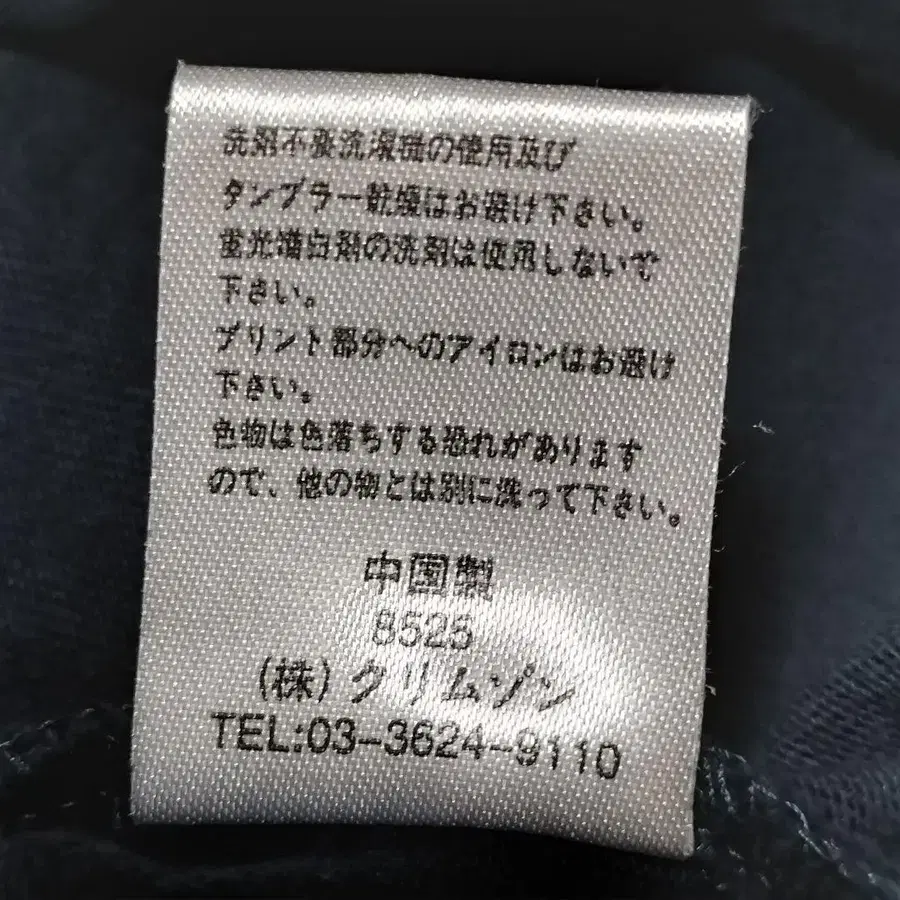 洗剤不要洗濯機の使用及び
タンブラー乾燥はお避け下さい。
蛍光増白剤の洗剤は使用しないで
下さい。
プリント部分へのアイロンはお避け
下さい。
色物は色落ちする恐れがあります
ので、他の物とは別に洗って下さい。
中国製
8525
(株)クリムゾン
TEL:03-3624-9110